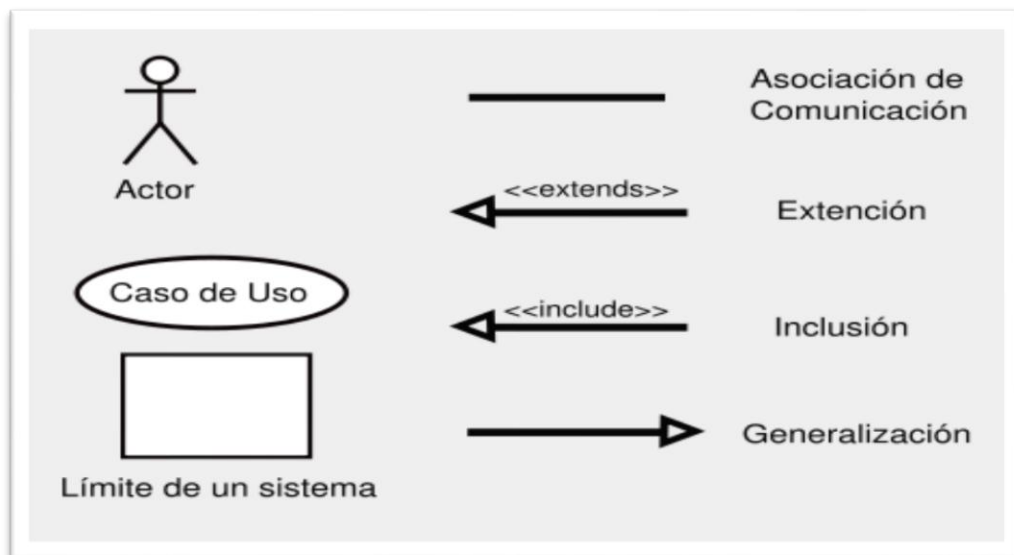 Actor
Caso de Uso
Límite de un sistema
Asociación de
Comunicación
<<extends>>
Extención
<<include>>
Inclusión
Generalización